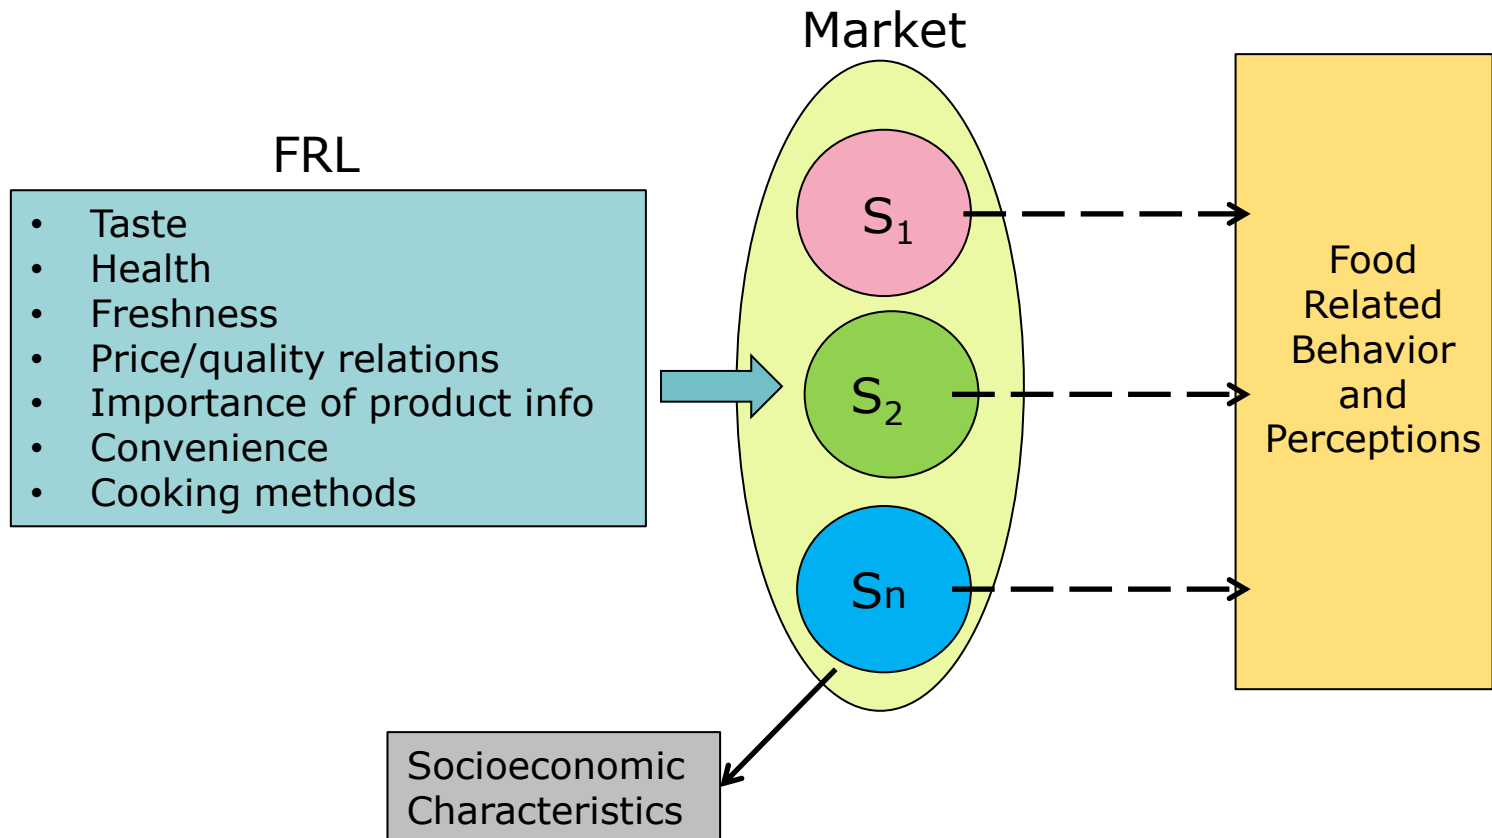 Market
FRL
• Taste
• Health
• Freshness
• Price/quality relations
• Importance of product info
• Convenience
• Cooking methods
S₁
S₂
Sn
Food
Related
Behavior
and
Perceptions
Socioeconomic
Characteristics